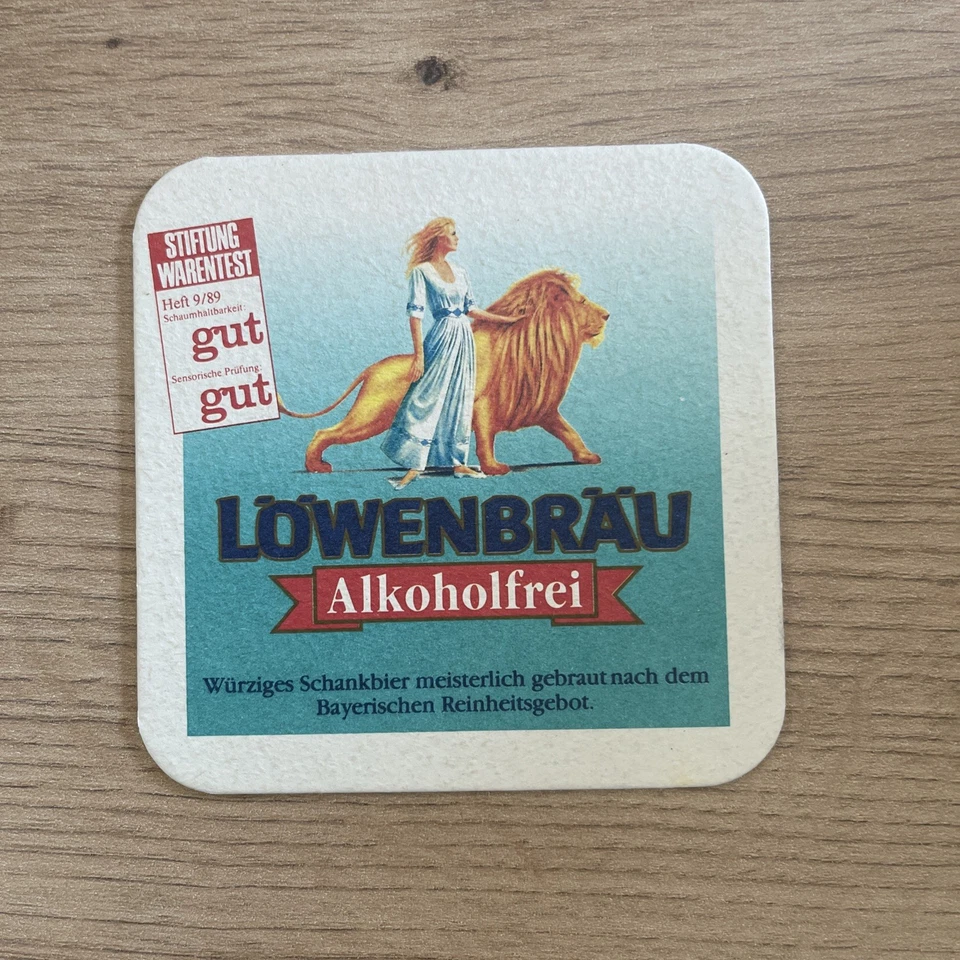 STIFTUNG
WARENTEST
Heft 9/89
Schaumhaltbarkeit:
gut
Sensorische Prüfung:
gut
LÖWENBRÄU
Alkoholfrei
Würziges Schankbier meisterlich gebraut nach dem
Bayerischen Reinheitsgebot.